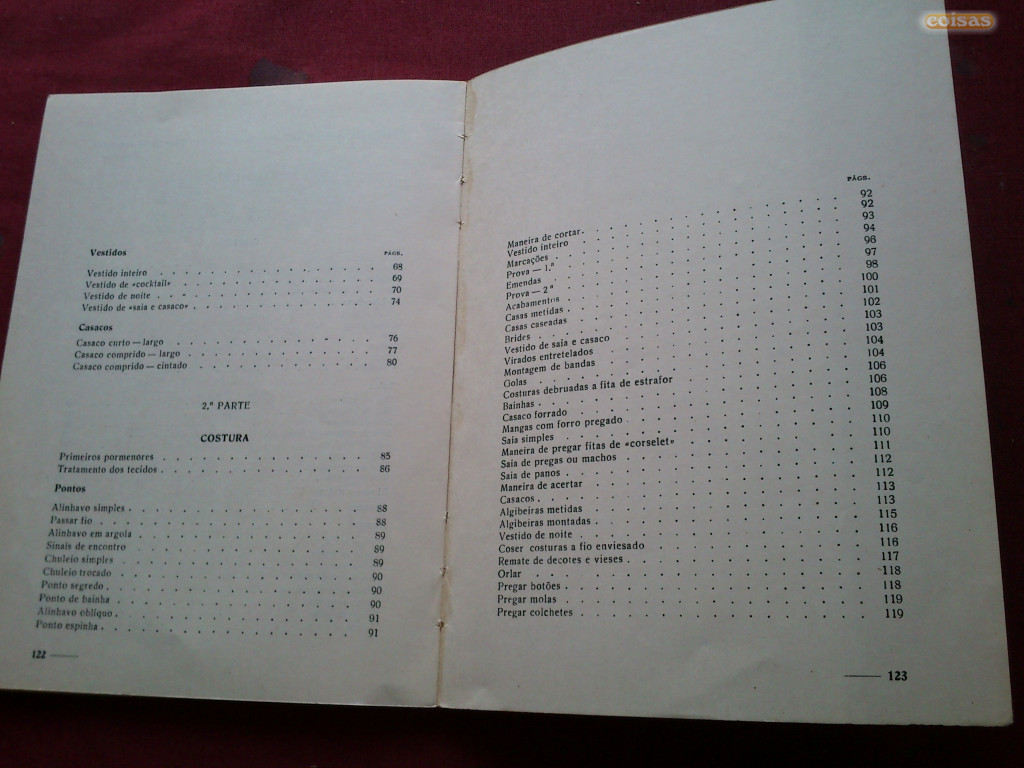 coisas
Vestidos PÁGS.
Vestido inteiro . . . . . . . . . . . . 68
Vestido de «cocktail» . . . . . . . . . . . . 69
Vestido de noite . . . . . . . . . . . . 70
Vestido de «saia e casaco» . . . . . . . . . . . . 74
Casacos
Casaco curto — largo . . . . . . . . . . . . 76
Casaco comprido — largo . . . . . . . . . . . . 77
Casaco comprido — cintado . . . . . . . . . . . . 80
2.ª PARTE
COSTURA
Primeiros pormenores . . . . . . . . . . . . 85
Tratamento dos tecidos . . . . . . . . . . . . 86
Pontos
Alinhavo simples . . . . . . . . . . . . 88
Passar fio . . . . . . . . . . . . 88
Alinhavo em argola . . . . . . . . . . . . 89
Sinais de encontro . . . . . . . . . . . . 89
Chuleio simples . . . . . . . . . . . . 89
Chuleio trocado . . . . . . . . . . . . 90
Ponto segredo . . . . . . . . . . . . 90
Ponto de bainha . . . . . . . . . . . . 90
Alinhavo oblíquo . . . . . . . . . . . . 91
Ponto espinha . . . . . . . . . . . . 91
122 —
PÁGS.
Maneira de cortar . . . . . . . . . . . . 92
Vestido inteiro . . . . . . . . . . . . 92
Marcações . . . . . . . . . . . . 93
Prova — 1.ª . . . . . . . . . . . . 94
Emendas . . . . . . . . . . . . 96
Prova — 2.ª . . . . . . . . . . . . 97
Acabamentos . . . . . . . . . . . . 98
Casas metidas . . . . . . . . . . . . 100
Casas caseadas . . . . . . . . . . . . 101
Brides . . . . . . . . . . . . 102
Vestido de saia e casaco . . . . . . . . . . . . 103
Virados entretelados . . . . . . . . . . . . 103
Montagem de bandas . . . . . . . . . . . . 104
Golas . . . . . . . . . . . . 104
Costuras debruadas a fita de estrafor . . . . . . . . . . . . 106
Bainhas . . . . . . . . . . . . 106
Casaco forrado . . . . . . . . . . . . 108
Mangas com forro pregado . . . . . . . . . . . . 109
Saia simples . . . . . . . . . . . . 110
Maneira de pregar fitas de «corselet» . . . . . . . . . . . . 110
Saia de pregas ou machos . . . . . . . . . . . . 111
Saia de panos . . . . . . . . . . . . 112
Maneira de acertar . . . . . . . . . . . . 112
Casacos . . . . . . . . . . . . 113
Algibeiras metidas . . . . . . . . . . . . 113
Algibeiras montadas . . . . . . . . . . . . 115
Vestido de noite . . . . . . . . . . . . 116
Coser costuras a fio enviesado . . . . . . . . . . . . 116
Remate de decotes e vieses . . . . . . . . . . . . 117
Orlar . . . . . . . . . . . . 118
Pregar botões . . . . . . . . . . . . 118
Pregar molas . . . . . . . . . . . . 119
Pregar colchetes . . . . . . . . . . . . 119
— 123